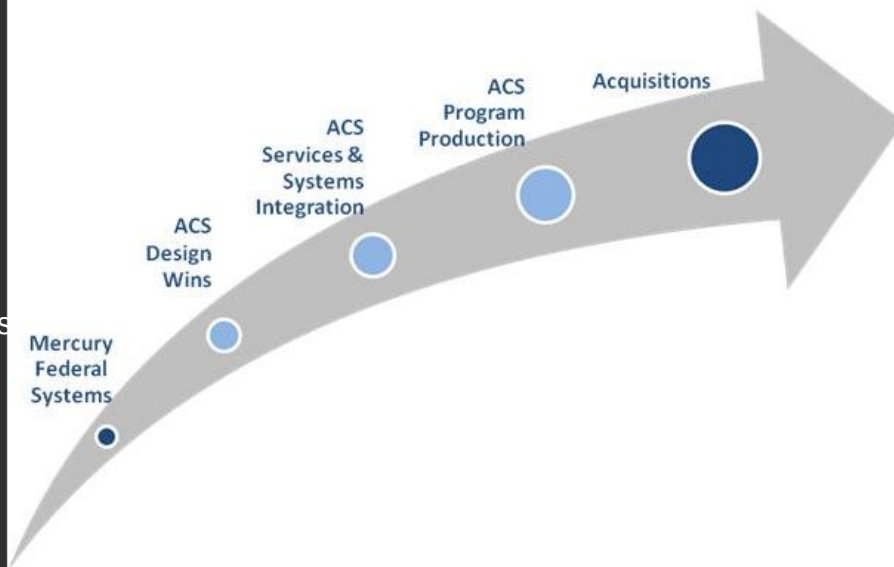 Acquisitions
ACS
Program
Production
ACS
Services &
Systems
Integration
ACS
Design
Wins
s
Mercury
Federal
Systems